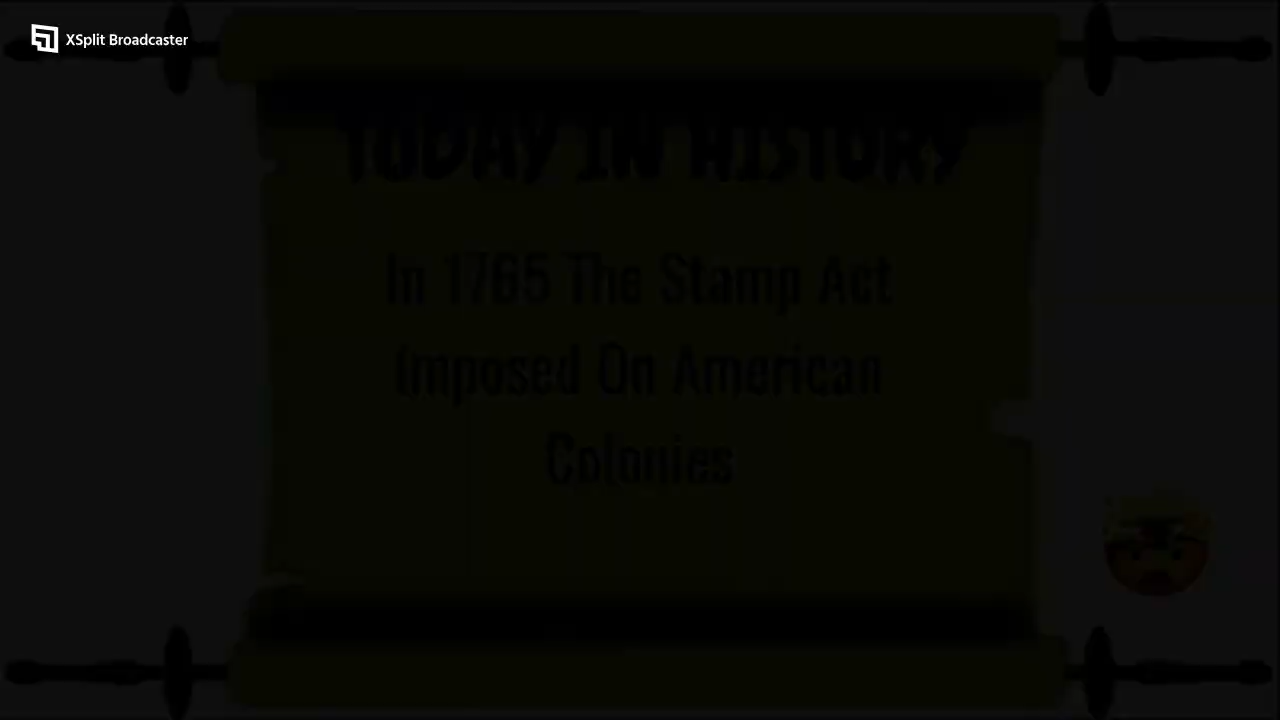 XSplit Broadcaster
TODAY IN HISTORY
In 1765 The Stamp Act
Imposed On American
Colonies